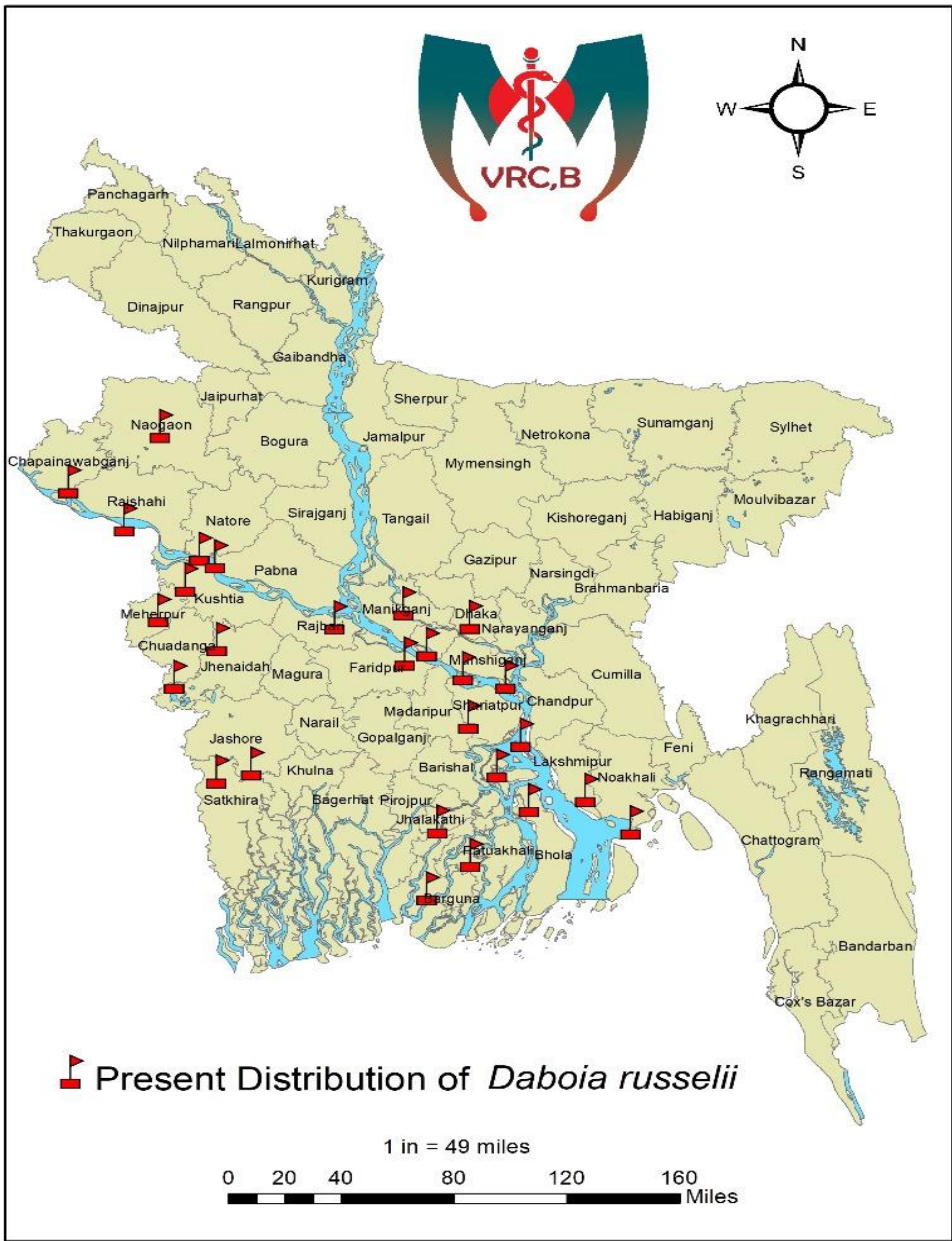 N
W E
S
VRC,B
Panchagarh
Thakurgaon
Nilphamari
Lalmonirhat
Kurigram
Dinajpur
Rangpur
Gaibandha
Jaipurhat
Naogaon
Sherpur
Bogura
Jamalpur
Netrokona
Sunamganj
Sylhet
Chapainawabganj
Mymensingh
Moulvibazar
Rajshahi
Natore
Sirajganj
Tangail
Kishoreganj
Habiganj
Gazipur
Narsingdi
Pabna
Brahmanbaria
Kushtia
Meherpur
Manikganj
Dhaka
Rajbari
Narayanganj
Chuadanga
Jhenaidah
Magura
Faridpur
Munshiganj
Cumilla
Shariatpur
Chandpur
Madaripur
Narail
Gopalganj
Khagrachhari
Jashore
Khulna
Barishal
Lakshmipur
Feni
Noakhali
Rangamati
Satkhira
Bagerhat
Pirojpur
Jhalakathi
Chattogram
Patuakhali
Bhola
Barguna
Bandarban
Cox's Bazar
Present Distribution of Daboia russelii
1 in = 49 miles
0 20 40 80 120 160
Miles